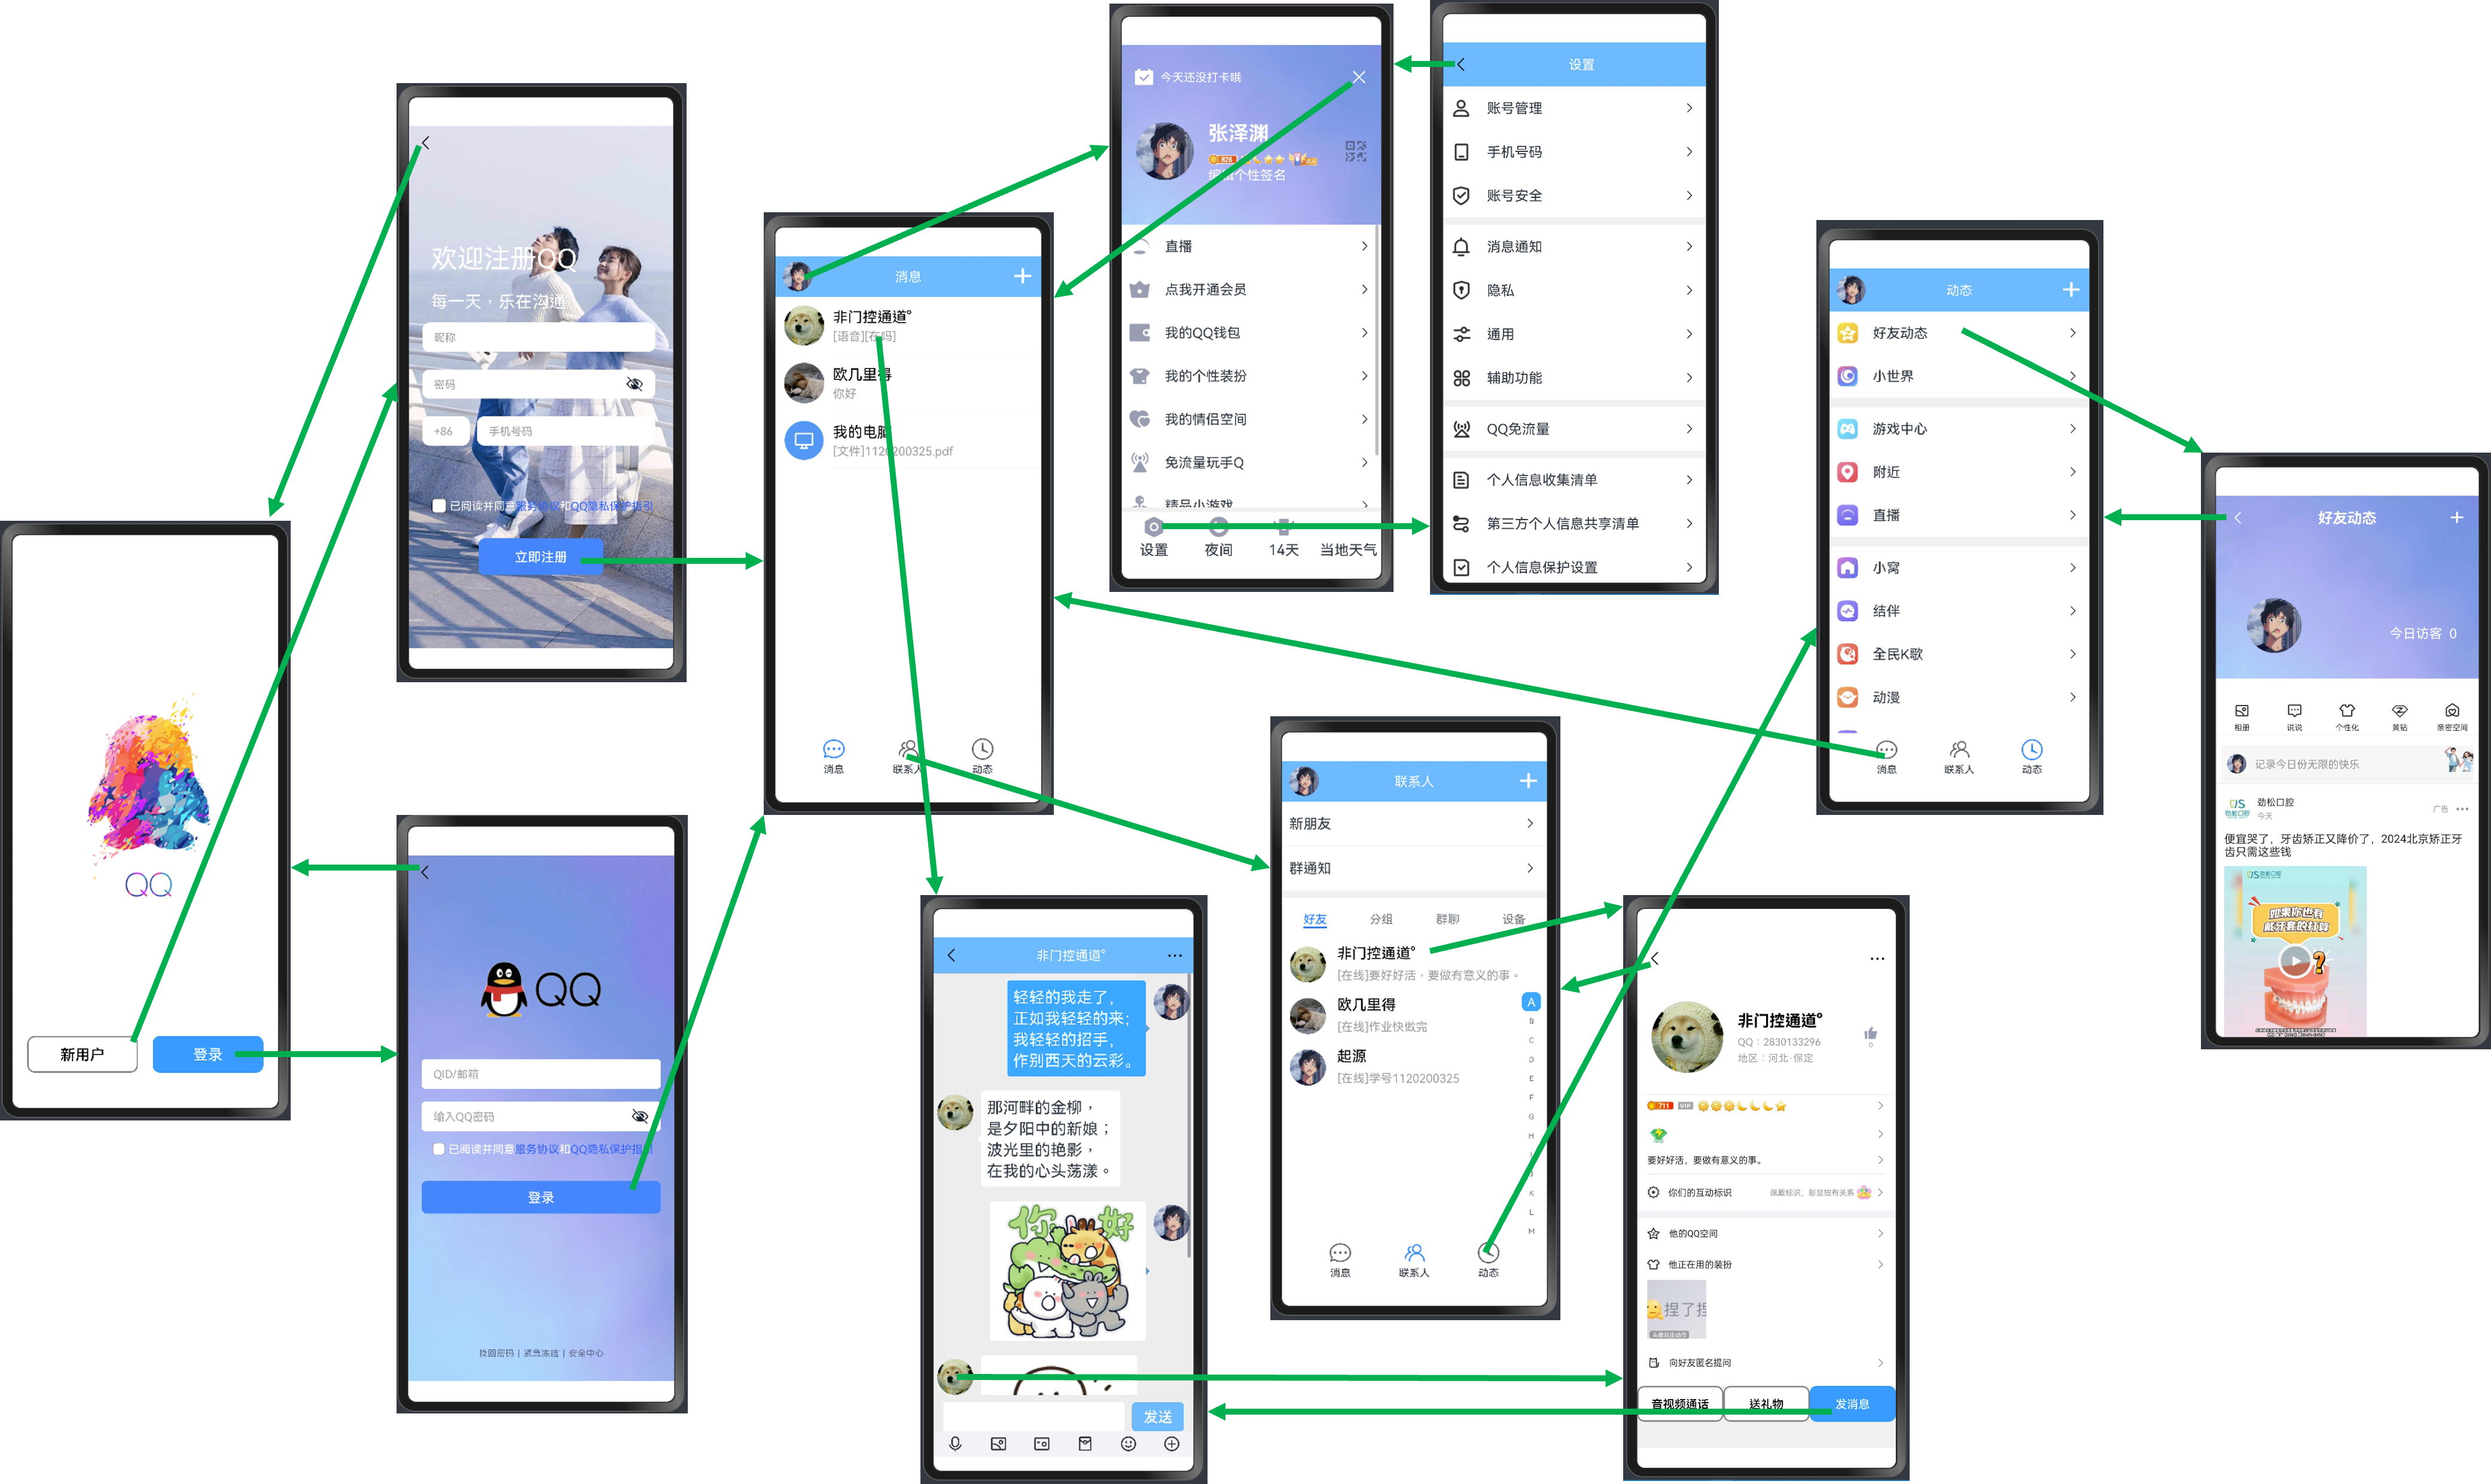 QQ
新用户
登录
欢迎注册QQ
每一天，乐在沟通
昵称
密码
+86
手机号码
已阅读并同意服务协议和QQ隐私保护指引
立即注册
QQ
QID/邮箱
输入QQ密码
已阅读并同意服务协议和QQ隐私保护指引
登录
找回密码 | 紧急冻结 | 安全中心
消息
非门控通道°
[语音][在吗]
欧几里得
你好
我的电脑
[文件]1120200325.pdf
消息
联系人
动态
今天还没打卡哦
张泽渊
编辑个性签名
直播
点我开通会员
我的QQ钱包
我的个性装扮
我的情侣空间
免流量玩手Q
精品小游戏
设置
夜间
14天
当地天气
设置
账号管理
手机号码
账号安全
消息通知
隐私
通用
辅助功能
QQ免流量
个人信息收集清单
第三方个人信息共享清单
个人信息保护设置
非门控通道°
轻轻的我走了，
正如我轻轻的来；
我轻轻的招手，
作别西天的云彩。
那河畔的金柳，
是夕阳中的新娘；
波光里的艳影，
在我的心头荡漾。
你好
发送
联系人
新朋友
群通知
好友
分组
群聊
设备
非门控通道°
[在线]要好好活，要做有意义的事。
欧几里得
[在线]作业快做完
起源
[在线]学号1120200325
A
B
C
D
E
F
G
H
I
J
K
L
M
消息
联系人
动态
非门控通道°
QQ：2830133296
地区：河北·保定
0
711
VIP
要好好活，要做有意义的事。
你们的互动标识
佩戴标识，彰显独有关系
他的QQ空间
他正在用的装扮
捏了捏
头像双击动作
向好友匿名提问
音视频通话
送礼物
发消息
动态
好友动态
小世界
游戏中心
附近
直播
小窝
结伴
全民K歌
动漫
消息
联系人
动态
好友动态
今日访客 0
相册
说说
个性化
黄钻
亲密空间
记录今日份无限的快乐
劲松口腔
今天
广告
便宜哭了，牙齿矫正又降价了，2024北京矫正牙
齿只需这些钱
劲松口腔
如果你也有
戴牙套的打算